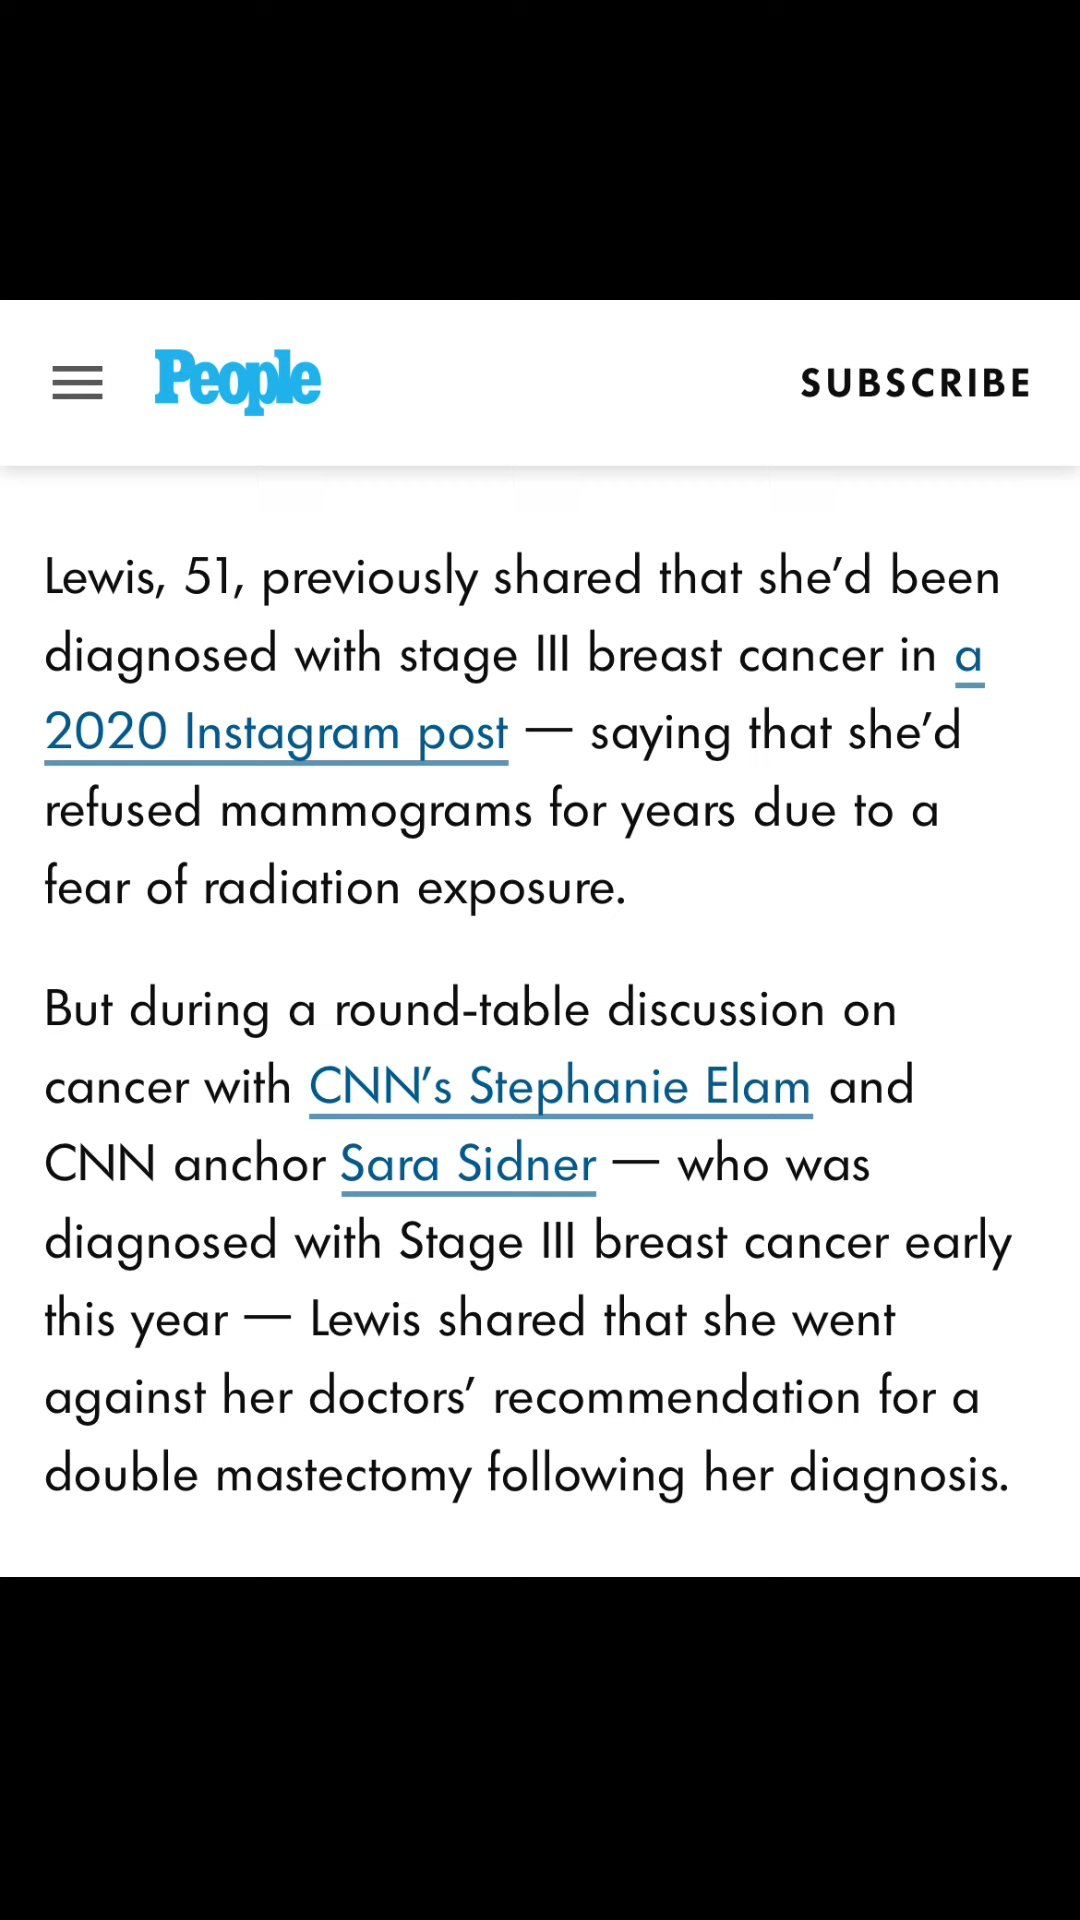 People
SUBSCRIBE
Lewis, 51, previously shared that she’d been
diagnosed with stage III breast cancer in a
2020 Instagram post — saying that she’d
refused mammograms for years due to a
fear of radiation exposure.
But during a round-table discussion on
cancer with CNN’s Stephanie Elam and
CNN anchor Sara Sidner — who was
diagnosed with Stage III breast cancer early
this year — Lewis shared that she went
against her doctors’ recommendation for a
double mastectomy following her diagnosis.